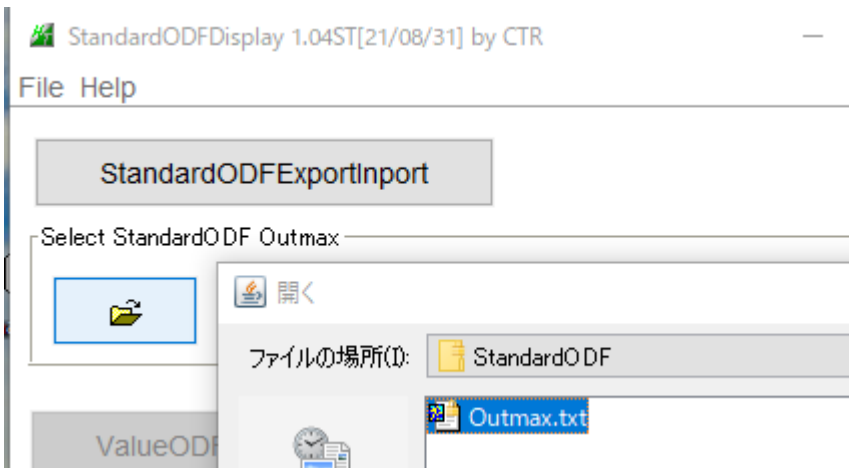 StandardODFDisplay 1.04ST[21/08/31] by CTR
File Help
StandardODFExportInport
Select StandardODF Outmax
開く
ファイルの場所(I):
StandardODF
Outmax.txt
ValueODF